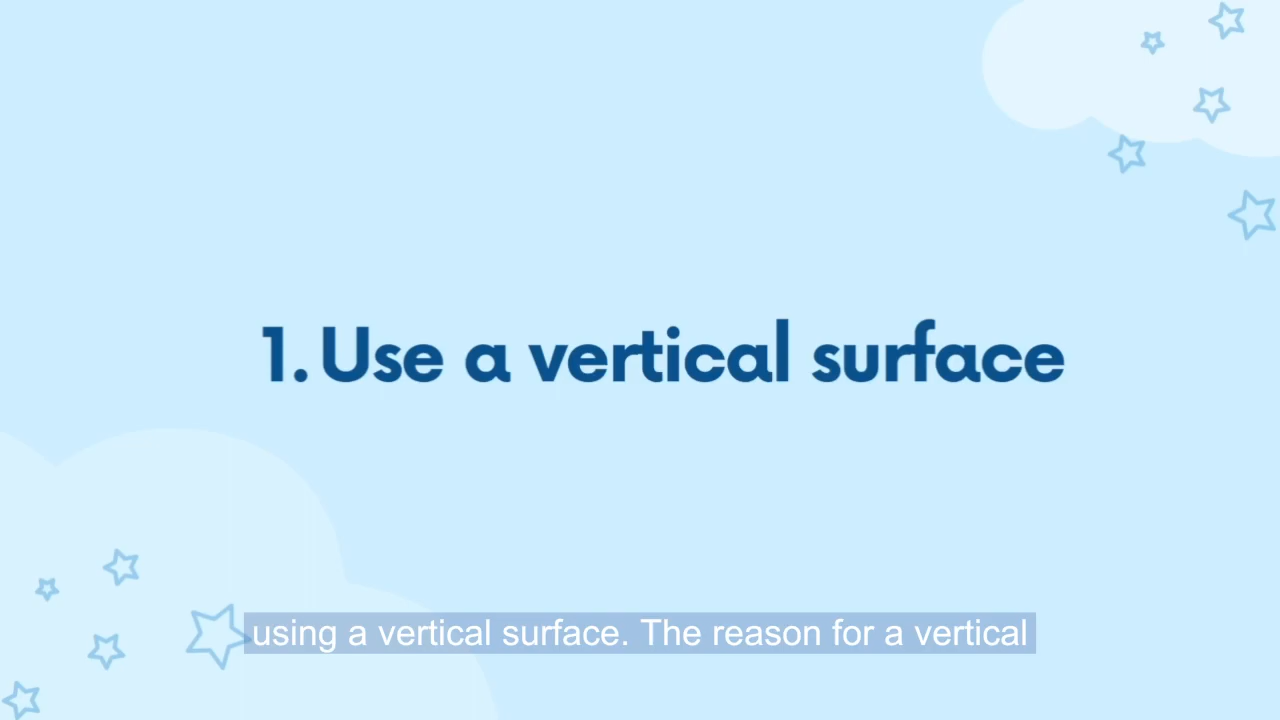 1. Use a vertical surface
using a vertical surface. The reason for a vertical